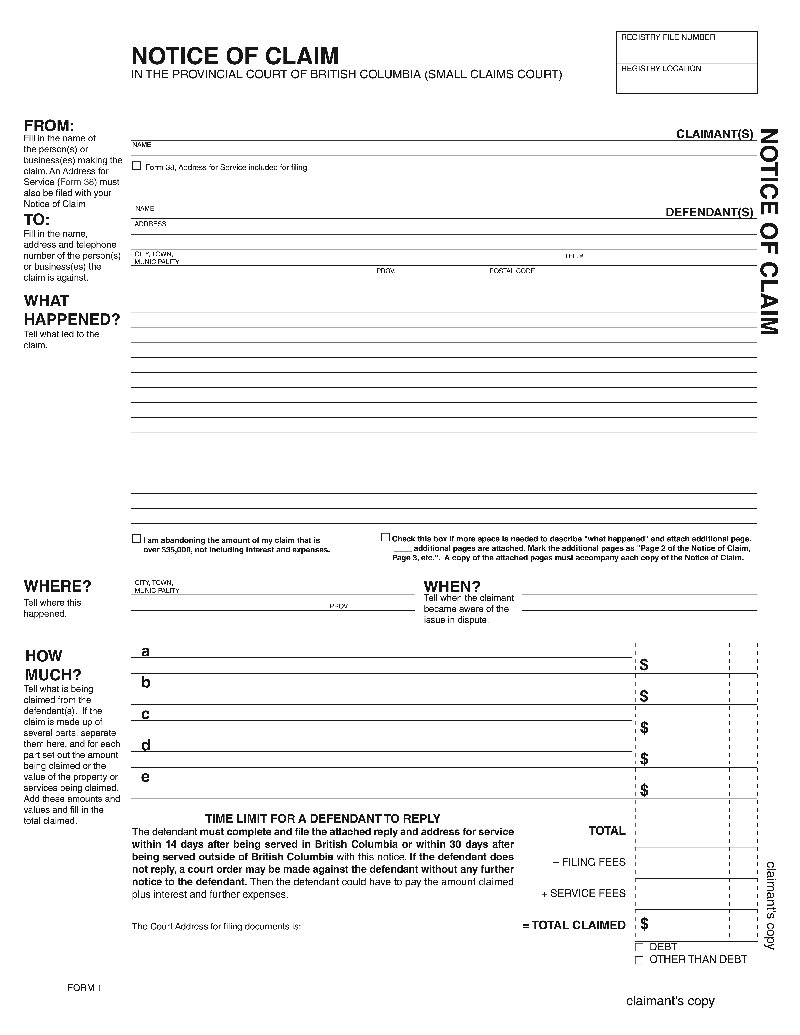 REGISTRY FILE NUMBER
NOTICE OF CLAIM
IN THE PROVINCIAL COURT OF BRITISH COLUMBIA (SMALL CLAIMS COURT)
REGISTRY LOCATION
FROM:
Fill in the name of
the person(s) or
business(es) making the
claim. An Address for
Service (Form 38) must
also be filed with your
Notice of Claim
CLAIMANT(S)
NAME
Form 38, Address for Service included for filing
NOTICE OF CLAIM
TO:
Fill in the name,
address and telephone
number of the person(s)
or business(es) the
claim is against.
NAME
DEFENDANT(S)
ADDRESS
CITY, TOWN,
MUNICIPALITY
TEL.#
PROV.
POSTAL CODE
WHAT
HAPPENED?
Tell what led to the
claim.
I am abandoning the amount of my claim that is
over $35,000, not including interest and expenses.
Check this box if more space is needed to describe "what happened" and attach additional page.
____ additional pages are attached. Mark the additional pages as "Page 2 of the Notice of Claim,
Page 3, etc.". A copy of the attached pages must accompany each copy of the Notice of Claim.
WHERE?
Tell where this
happened.
CITY, TOWN,
MUNICIPALITY
PROV.
WHEN?
Tell when the claimant
became aware of the
issue in dispute.
HOW
MUCH?
Tell what is being
claimed from the
defendant(s). If the
claim is made up of
several parts, separate
them here, and for each
part set out the amount
being claimed or the
value of the property or
services being claimed.
Add these amounts and
values and fill in the
total claimed.
a
$
b
$
c
$
d
$
e
$
TIME LIMIT FOR A DEFENDANT TO REPLY
The defendant must complete and file the attached reply and address for service
within 14 days after being served in British Columbia or within 30 days after
being served outside of British Columbia with this notice. If the defendant does
not reply, a court order may be made against the defendant without any further
notice to the defendant. Then the defendant could have to pay the amount claimed
plus interest and further expenses.
The Court Address for filing documents is:
TOTAL
+ FILING FEES
+ SERVICE FEES
= TOTAL CLAIMED $
DEBT
OTHER THAN DEBT
claimant's copy
FORM 1
claimant's copy